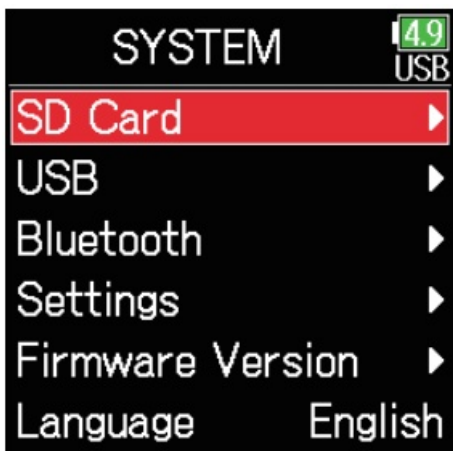 SYSTEM 4.9
USB
SD Card
USB
Bluetooth
Settings
Firmware Version
Language English